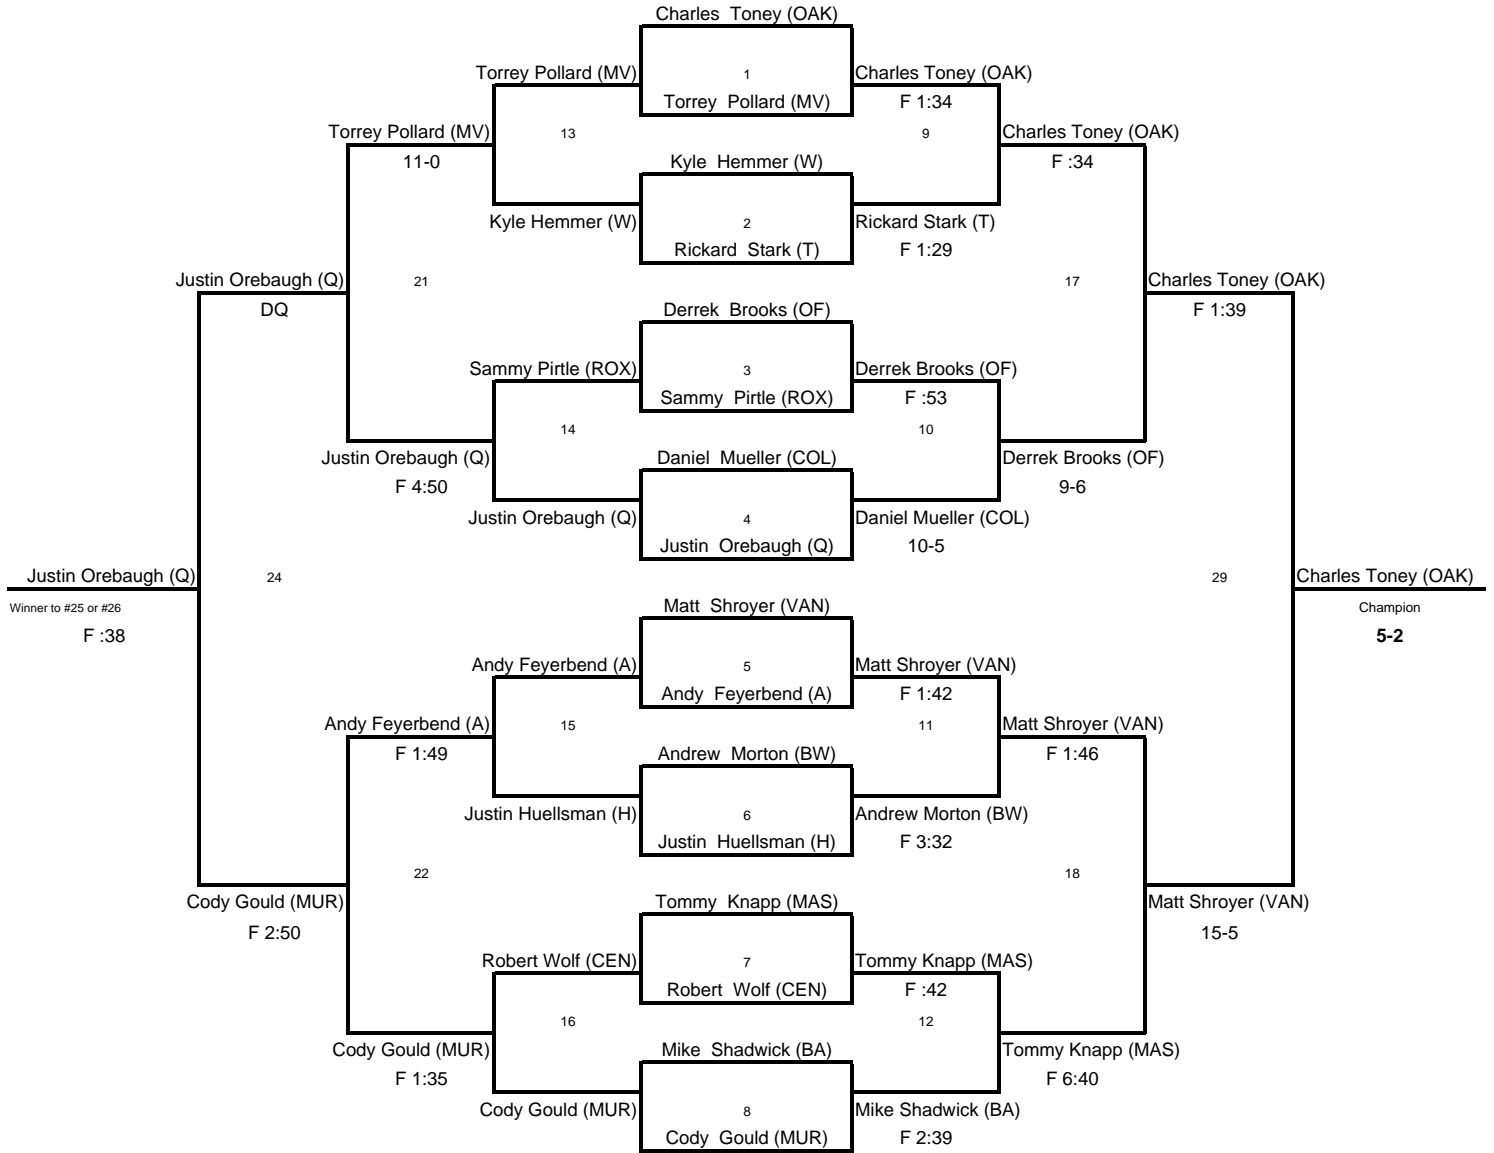 Charles Toney (OAK)
Torrey Pollard (MV) 1 Charles Toney (OAK)
Torrey Pollard (MV) F 1:34
Torrey Pollard (MV) 13 9 Charles Toney (OAK)
11-0 Kyle Hemmer (W) F :34
Kyle Hemmer (W) 2 Rickard Stark (T)
Rickard Stark (T) F 1:29
Justin Orebaugh (Q) 21 17 Charles Toney (OAK)
DQ Derrek Brooks (OF) F 1:39
Sammy Pirtle (ROX) 3 Derrek Brooks (OF)
Sammy Pirtle (ROX) F :53
14 10
Justin Orebaugh (Q) Daniel Mueller (COL) Derrek Brooks (OF)
F 4:50 9-6
Justin Orebaugh (Q) 4 Daniel Mueller (COL)
Justin Orebaugh (Q) 10-5
Justin Orebaugh (Q) 24 29 Charles Toney (OAK)
Winner to #25 or #26 Matt Shroyer (VAN) Champion
F :38 5-2
Andy Feyerbend (A) 5 Matt Shroyer (VAN)
Andy Feyerbend (A) F 1:42
Andy Feyerbend (A) 15 11 Matt Shroyer (VAN)
F 1:49 Andrew Morton (BW) F 1:46
Justin Huellsman (H) 6 Andrew Morton (BW)
Justin Huellsman (H) F 3:32
22 18
Cody Gould (MUR) Tommy Knapp (MAS) Matt Shroyer (VAN)
F 2:50 15-5
Robert Wolf (CEN) 7 Tommy Knapp (MAS)
Robert Wolf (CEN) F :42
16 12
Cody Gould (MUR) Mike Shadwick (BA) Tommy Knapp (MAS)
F 1:35 F 6:40
Cody Gould (MUR) 8 Mike Shadwick (BA)
Cody Gould (MUR) F 2:39